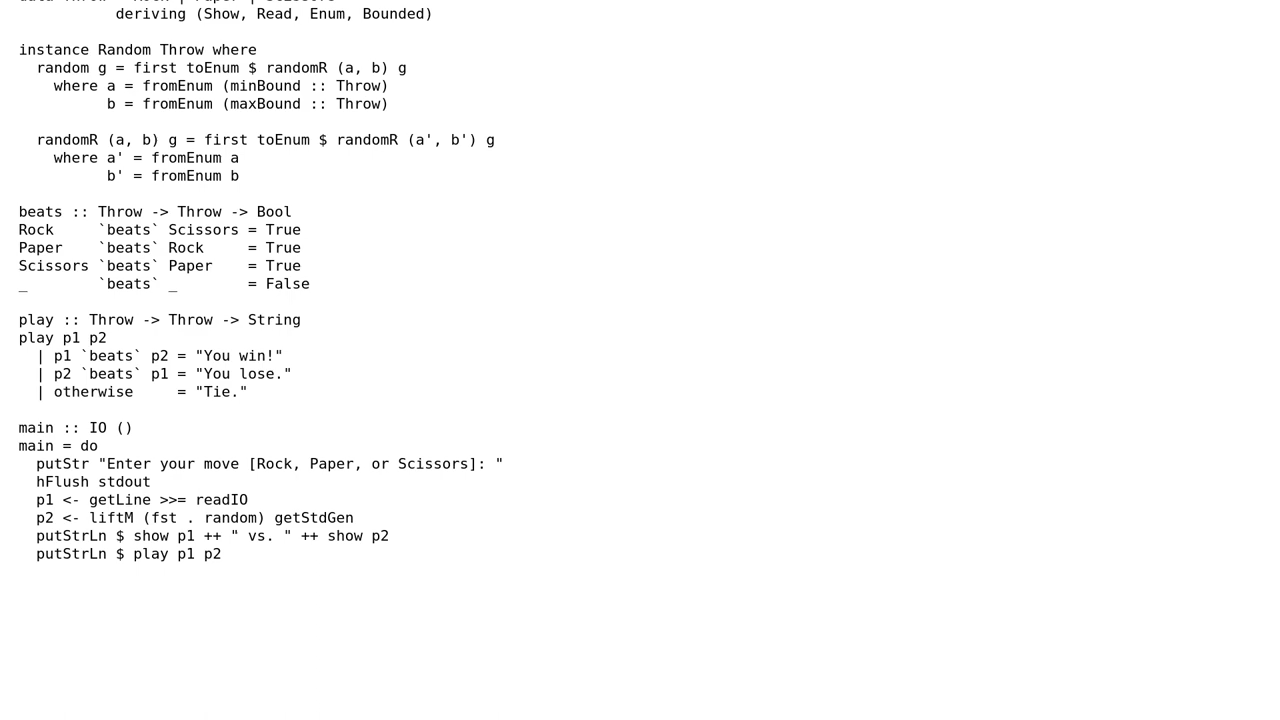 deriving (Show, Read, Enum, Bounded)

instance Random Throw where
  random g = first toEnum $ randomR (a, b) g
    where a = fromEnum (minBound :: Throw)
          b = fromEnum (maxBound :: Throw)

  randomR (a, b) g = first toEnum $ randomR (a', b') g
    where a' = fromEnum a
          b' = fromEnum b

beats :: Throw -> Throw -> Bool
Rock     `beats` Scissors = True
Paper    `beats` Rock     = True
Scissors `beats` Paper    = True
_        `beats` _        = False

play :: Throw -> Throw -> String
play p1 p2
  | p1 `beats` p2 = "You win!"
  | p2 `beats` p1 = "You lose."
  | otherwise     = "Tie."

main :: IO ()
main = do
  putStr "Enter your move [Rock, Paper, or Scissors]: "
  hFlush stdout
  p1 <- getLine >>= readIO
  p2 <- liftM (fst . random) getStdGen
  putStrLn $ show p1 ++ " vs. " ++ show p2
  putStrLn $ play p1 p2